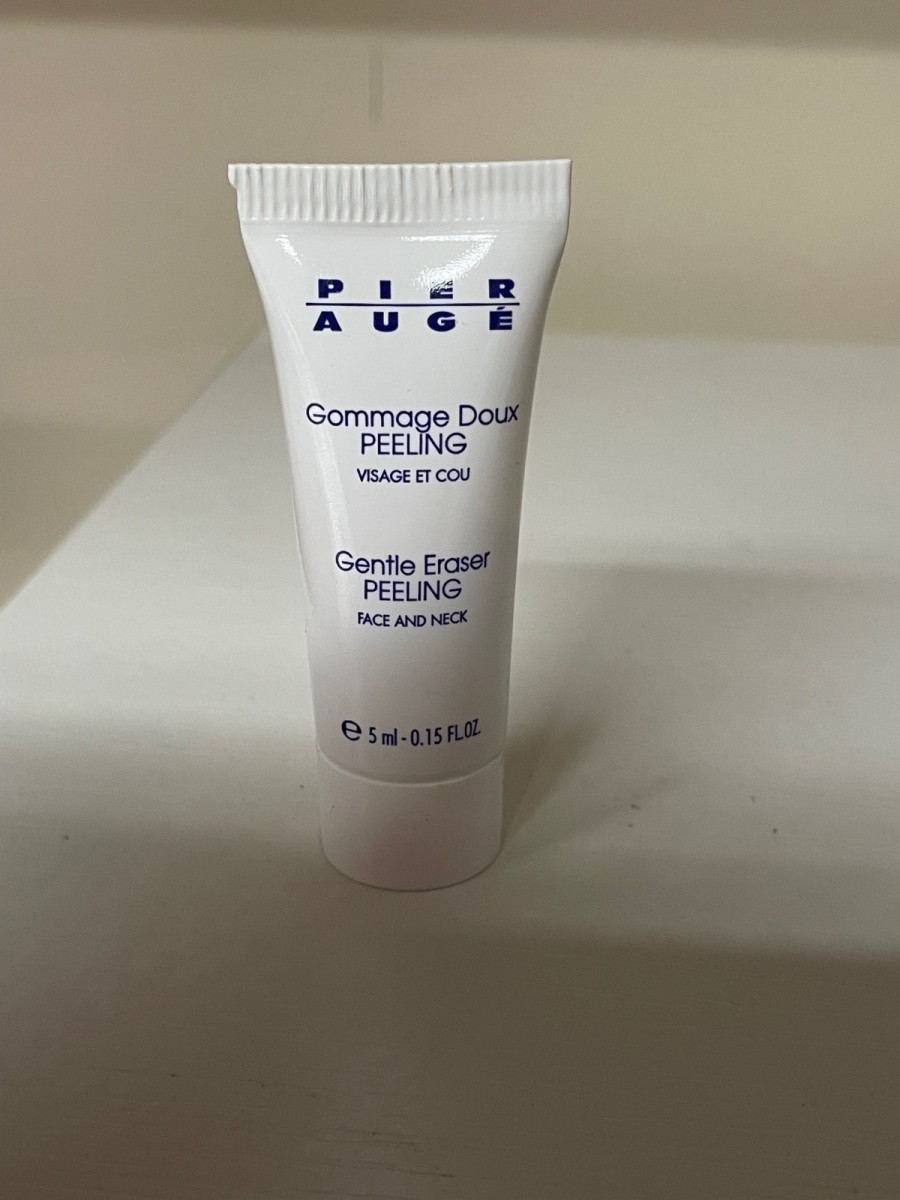 PIER
AUGÉ
Gommage Doux
PEELING
VISAGE ET COU
Gentle Eraser
PEELING
FACE AND NECK
℮ 5 ml - 0.15 FL.OZ.